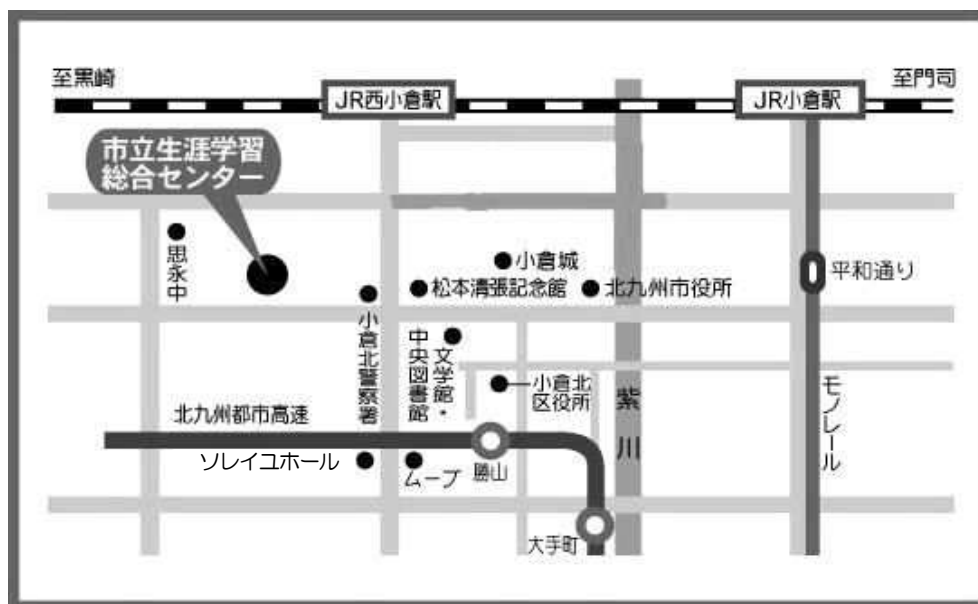 至黒崎
JR西小倉駅
JR小倉駅
至門司
市立生涯学習
総合センター
思永中
小倉城
松本清張記念館
北九州市役所
平和通り
小倉北警察署
文学館・
中央図書館
小倉北
区役所
紫川
モノレール
北九州都市高速
ソレイユホール
ムーブ
勝山
大手町